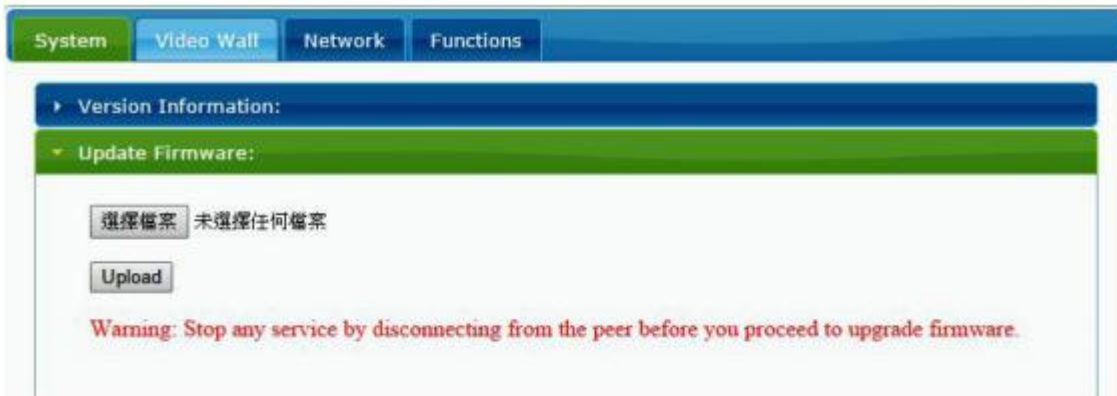 System Video Wall Network Functions
Version Information:
Update Firmware:
選擇檔案 未選擇任何檔案
Upload
Warning: Stop any service by disconnecting from the peer before you proceed to upgrade firmware.